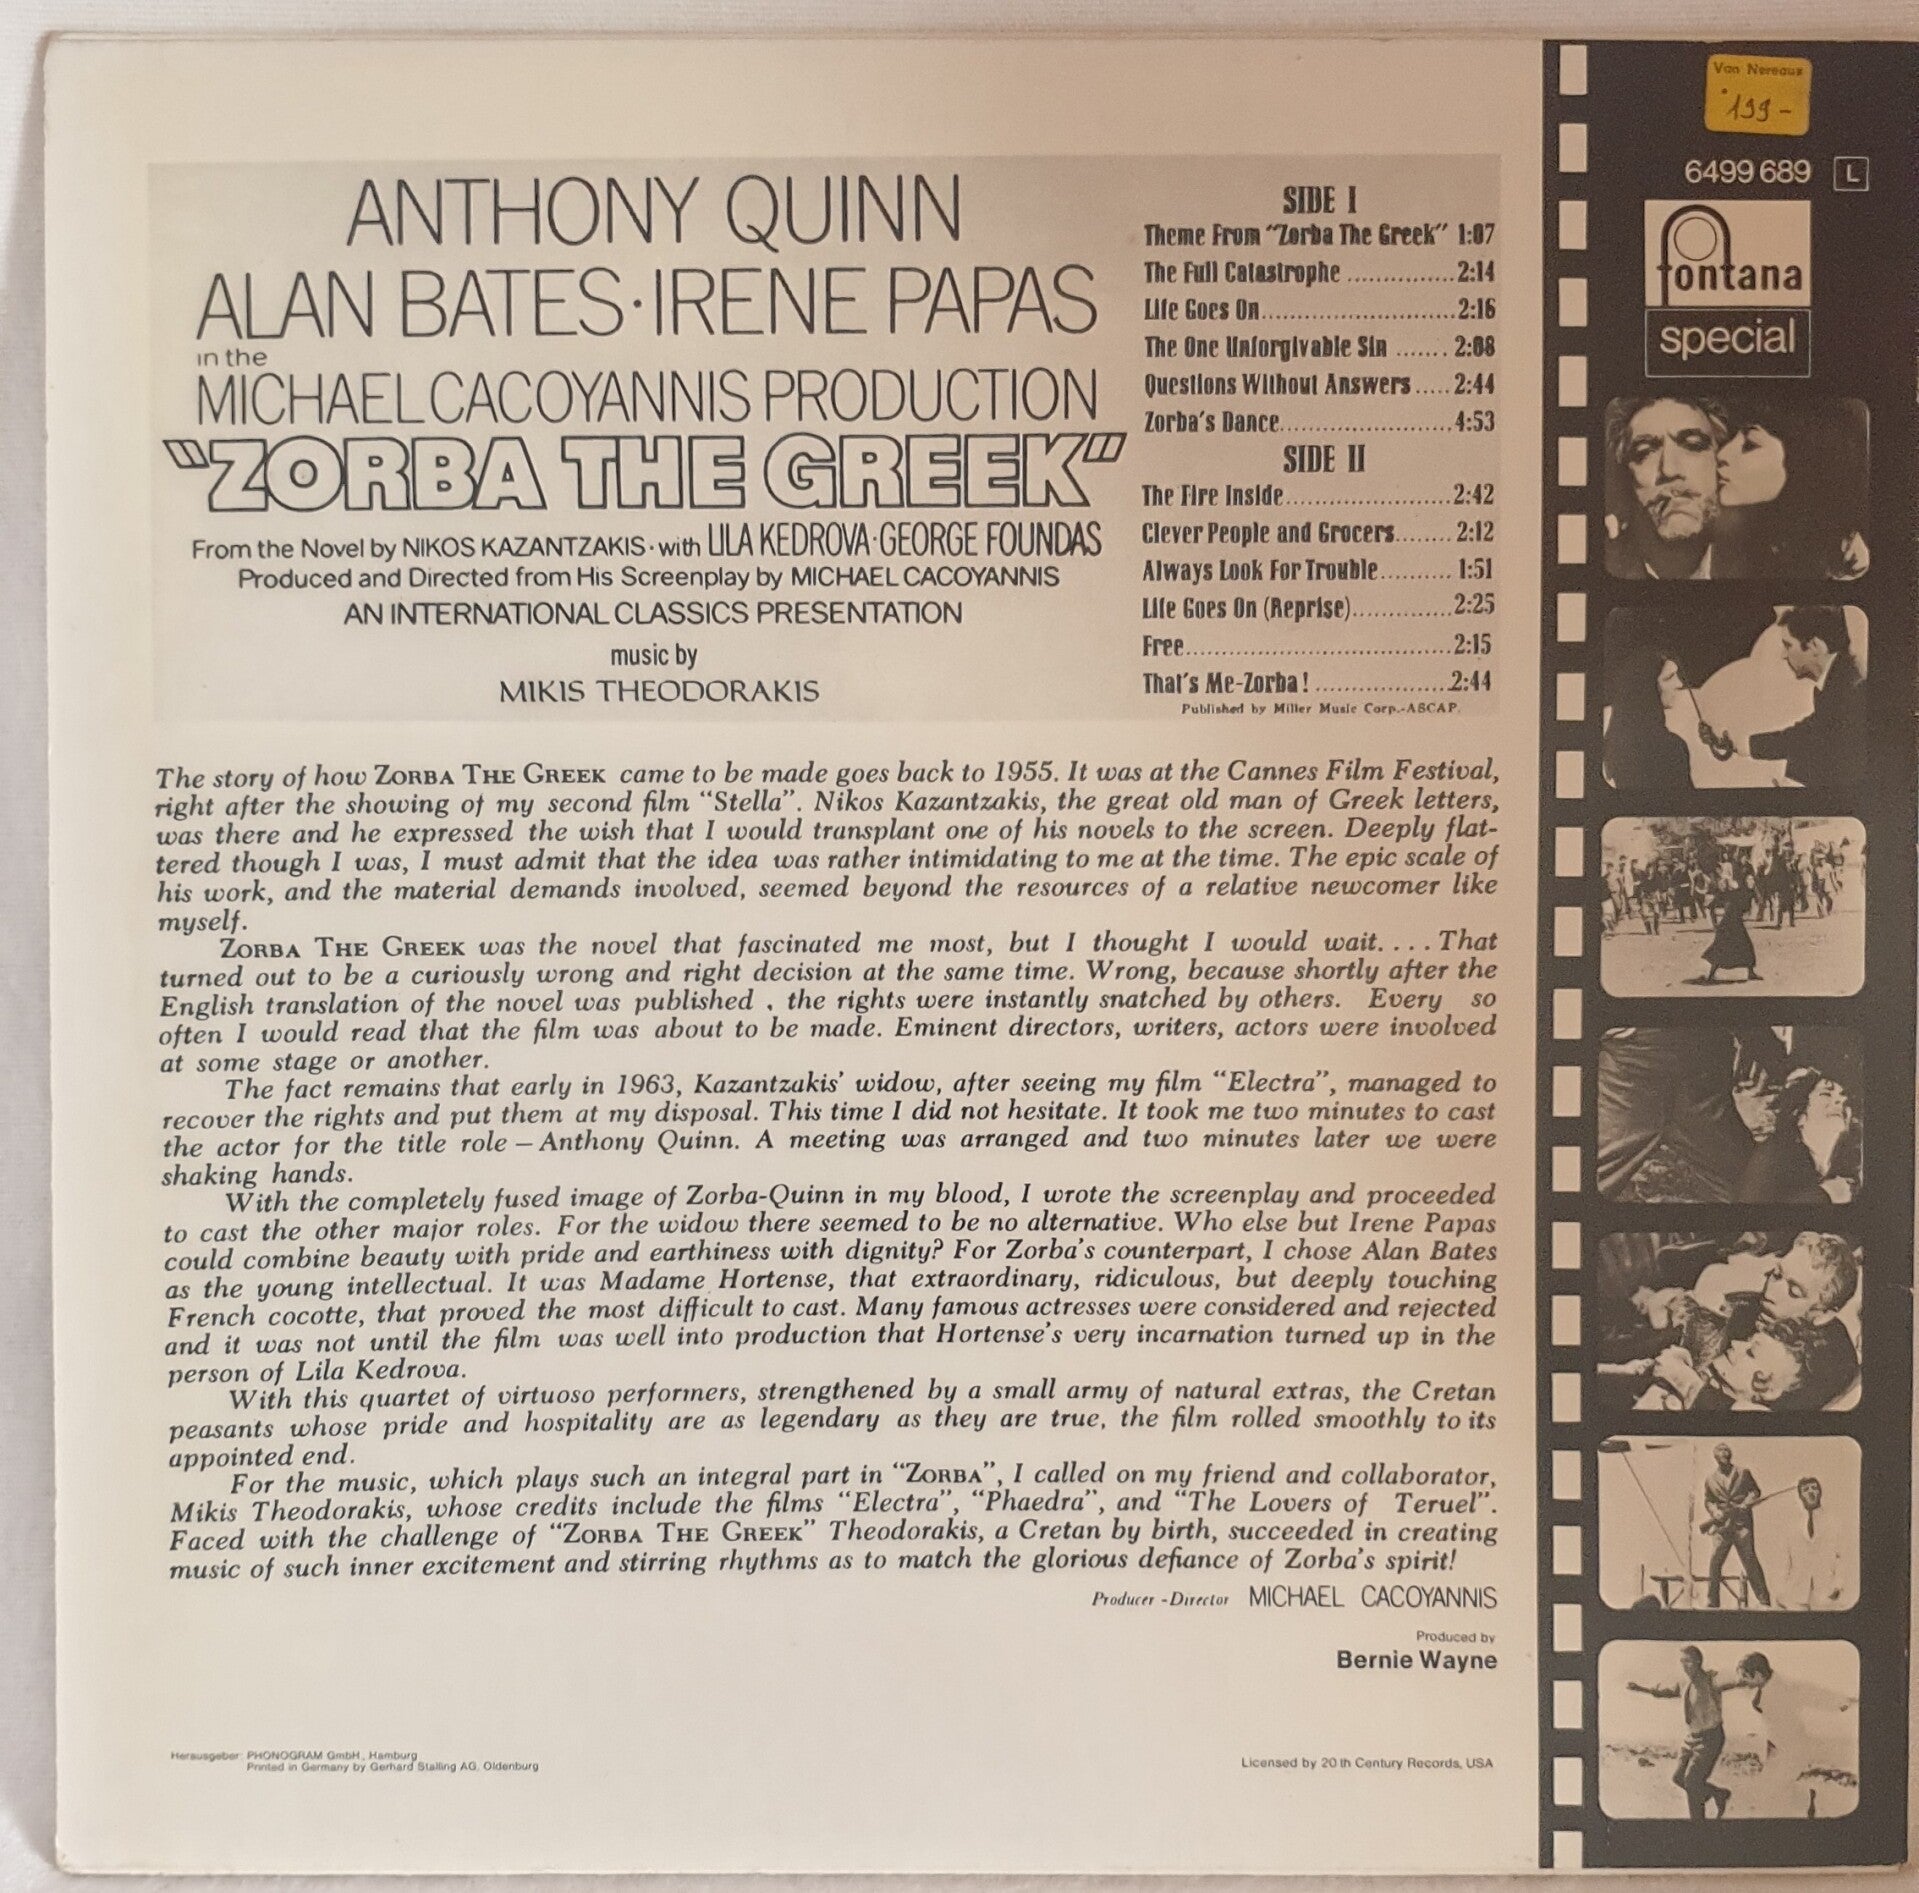 ANTHONY QUINN
ALAN BATES·IRENE PAPAS
in the
MICHAEL CACOYANNIS PRODUCTION
"ZORBA THE GREEK"
From the Novel by NIKOS KAZANTZAKIS·with LILA KEDROVA·GEORGE FOUNDAS
Produced and Directed from His Screenplay by MICHAEL CACOYANNIS
AN INTERNATIONAL CLASSICS PRESENTATION
music by
MIKIS THEODORAKIS
SIDE I
Theme From "Zorba The Greek" 1:07
The Full Catastrophe ...............2:14
Life Goes On...........................2:16
The One Unforgivable Sin ....... 2:08
Questions Without Answers..... 2:44
Zorba's Dance........................4:53
SIDE II
The Fire Inside.......................2:42
Clever People and Grocers........ 2:12
Always Look For Trouble.......... 1:51
Life Goes On (Reprise)..............2:25
Free.....................................2:15
That's Me-Zorba! ...................2:44
Published by Miller Music Corp.-ASCAP.
Van Nereaus
199-
6499 689 L
fontana
special
The story of how ZORBA THE GREEK came to be made goes back to 1955. It was at the Cannes Film Festival,
right after the showing of my second film "Stella". Nikos Kazantzakis, the great old man of Greek letters,
was there and he expressed the wish that I would transplant one of his novels to the screen. Deeply flat-
tered though I was, I must admit that the idea was rather intimidating to me at the time. The epic scale of
his work, and the material demands involved, seemed beyond the resources of a relative newcomer like
myself.
ZORBA THE GREEK was the novel that fascinated me most, but I thought I would wait.... That
turned out to be a curiously wrong and right decision at the same time. Wrong, because shortly after the
English translation of the novel was published , the rights were instantly snatched by others. Every so
often I would read that the film was about to be made. Eminent directors, writers, actors were involved
at some stage or another.
The fact remains that early in 1963, Kazantzakis' widow, after seeing my film "Electra", managed to
recover the rights and put them at my disposal. This time I did not hesitate. It took me two minutes to cast
the actor for the title role – Anthony Quinn. A meeting was arranged and two minutes later we were
shaking hands.
With the completely fused image of Zorba-Quinn in my blood, I wrote the screenplay and proceeded
to cast the other major roles. For the widow there seemed to be no alternative. Who else but Irene Papas
could combine beauty with pride and earthiness with dignity? For Zorba's counterpart, I chose Alan Bates
as the young intellectual. It was Madame Hortense, that extraordinary, ridiculous, but deeply touching
French cocotte, that proved the most difficult to cast. Many famous actresses were considered and rejected
and it was not until the film was well into production that Hortense's very incarnation turned up in the
person of Lila Kedrova.
With this quartet of virtuoso performers, strengthened by a small army of natural extras, the Cretan
peasants whose pride and hospitality are as legendary as they are true, the film rolled smoothly to its
appointed end.
For the music, which plays such an integral part in "ZORBA", I called on my friend and collaborator,
Mikis Theodorakis, whose credits include the films "Electra", "Phaedra", and "The Lovers of Teruel".
Faced with the challenge of "ZORBA THE GREEK" Theodorakis, a Cretan by birth, succeeded in creating
music of such inner excitement and stirring rhythms as to match the glorious defiance of Zorba's spirit!
Producer -Director MICHAEL CACOYANNIS
Produced by
Bernie Wayne
Herausgeber: PHONOGRAM GmbH., Hamburg
Printed in Germany by Gerhard Stalling AG, Oldenburg
Licensed by 20 th Century Records, USA